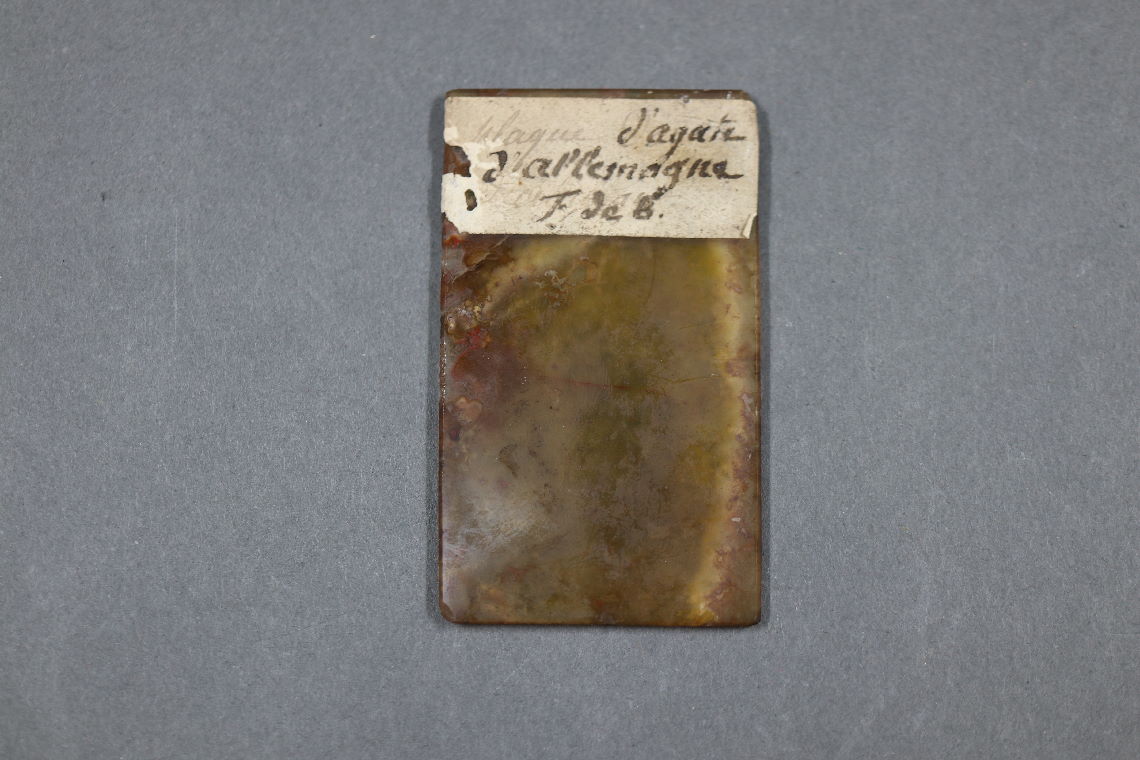 plaque d'agate
d'allemagne
F. de B.